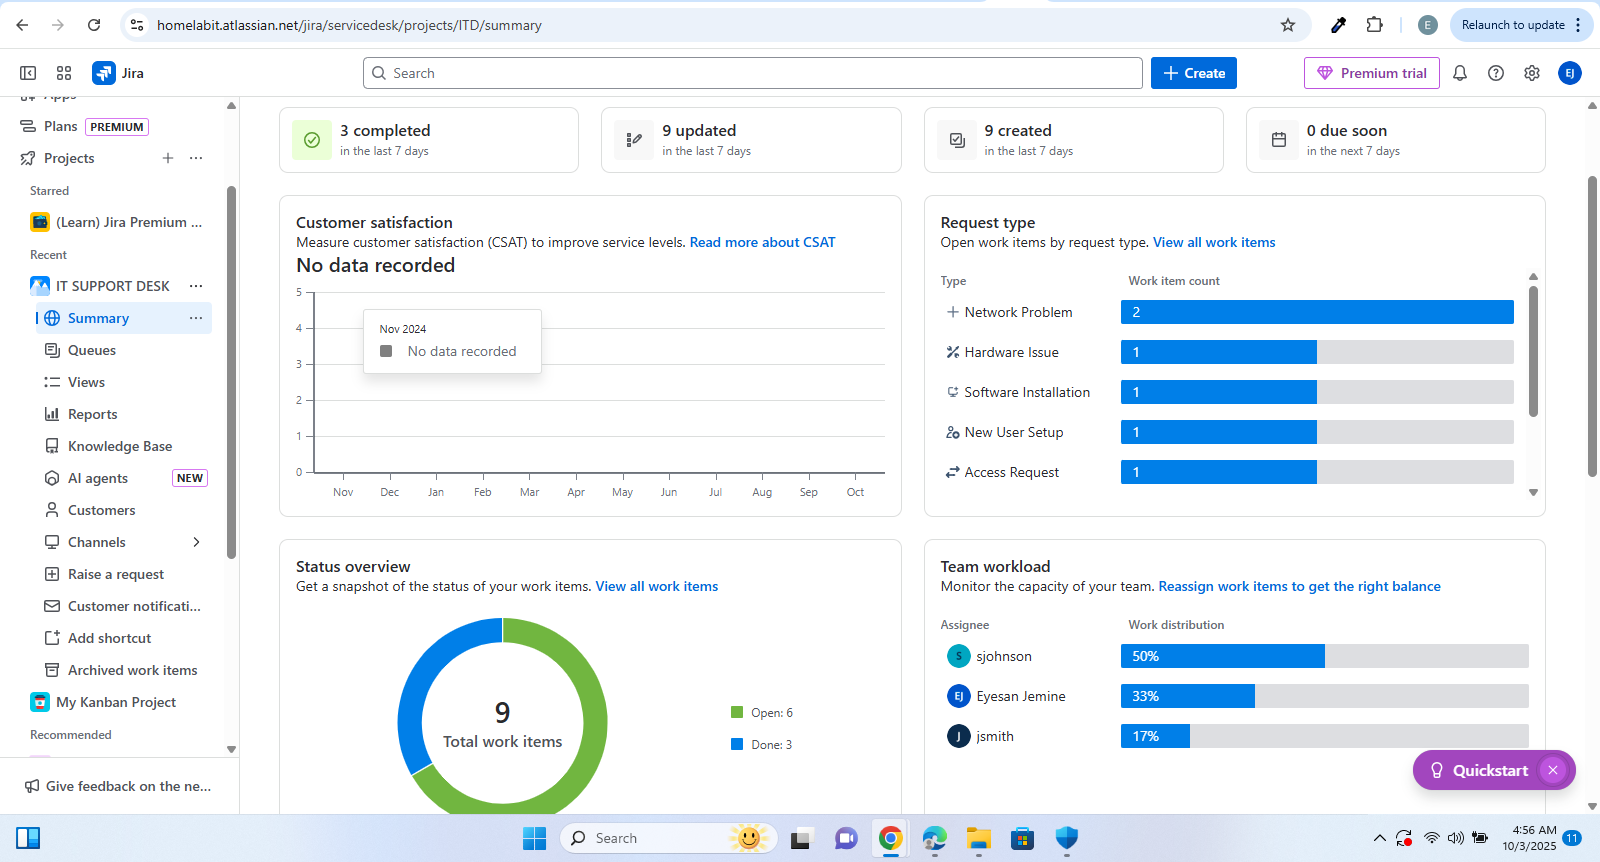 homelabit.atlassian.net/jira/servicedesk/projects/ITD/summary
E
Relaunch to update
Jira
Search
Create
Premium trial
EJ
Apps
Plans PREMIUM
Projects
Starred
(Learn) Jira Premium ...
Recent
IT SUPPORT DESK
Summary
Queues
Views
Reports
Knowledge Base
AI agents NEW
Customers
Channels
Raise a request
Customer notificati...
Add shortcut
Archived work items
My Kanban Project
Recommended
Give feedback on the ne...
3 completed
in the last 7 days
9 updated
in the last 7 days
9 created
in the last 7 days
0 due soon
in the next 7 days
Customer satisfaction
Measure customer satisfaction (CSAT) to improve service levels. Read more about CSAT
No data recorded
5
4
3
2
1
0
Nov 2024
No data recorded
Nov Dec Jan Feb Mar Apr May Jun Jul Aug Sep Oct
Request type
Open work items by request type. View all work items
Type Work item count
Network Problem 2
Hardware Issue 1
Software Installation 1
New User Setup 1
Access Request 1
Status overview
Get a snapshot of the status of your work items. View all work items
9
Total work items
Open: 6
Done: 3
Team workload
Monitor the capacity of your team. Reassign work items to get the right balance
Assignee Work distribution
S sjohnson 50%
EJ Eyesan Jemine 33%
J jsmith 17%
Quickstart
Search
4:56 AM
10/3/2025
11